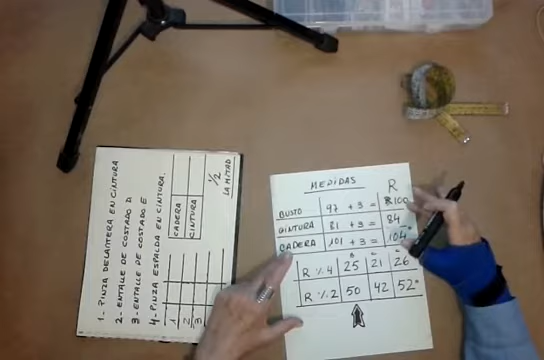 1 - PINZA DELANTERA EN CINTURA
2 - ENTALLE DE COSTADO D
3 - ENTALLE DE COSTADO E
4 - PINZA ESPALDA EN CINTURA.
CADERA
CINTURA
1/2
LA MITAD
1
2
3
MEDIDAS R
BUSTO 97 + 3 = 100
CINTURA 81 + 3 = 84
CADERA 101 + 3 = 104
R ٪ 4 25 21 26
R ٪ 2 50 42 52